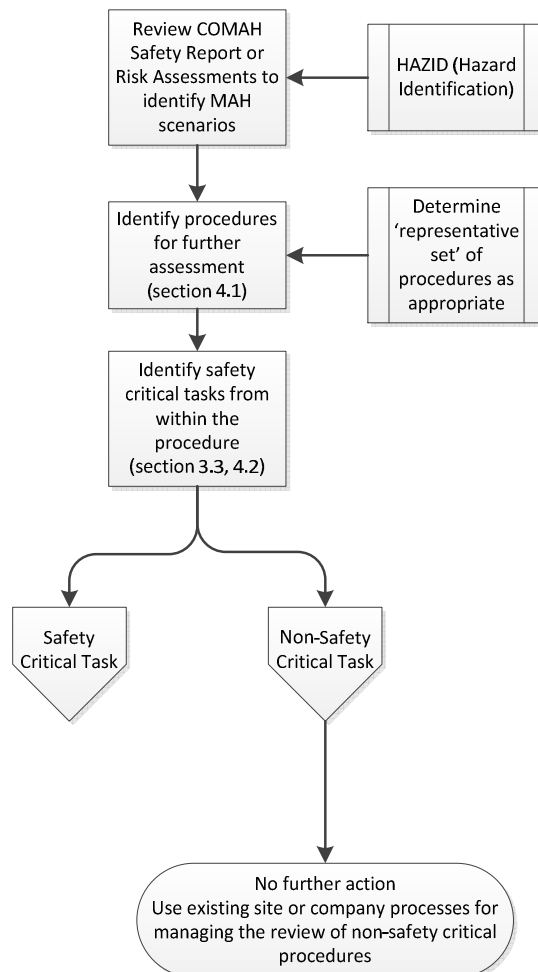 Review COMAH
Safety Report or
Risk Assessments to
identify MAH
scenarios
HAZID (Hazard
Identification)
Identify procedures
for further
assessment
(section 4.1)
Determine
‘representative
set’ of
procedures as
appropriate
Identify safety
critical tasks from
within the
procedure
(section 3.3, 4.2)
Safety
Critical Task
Non-Safety
Critical Task
No further action
Use existing site or company processes for
managing the review of non-safety critical
procedures